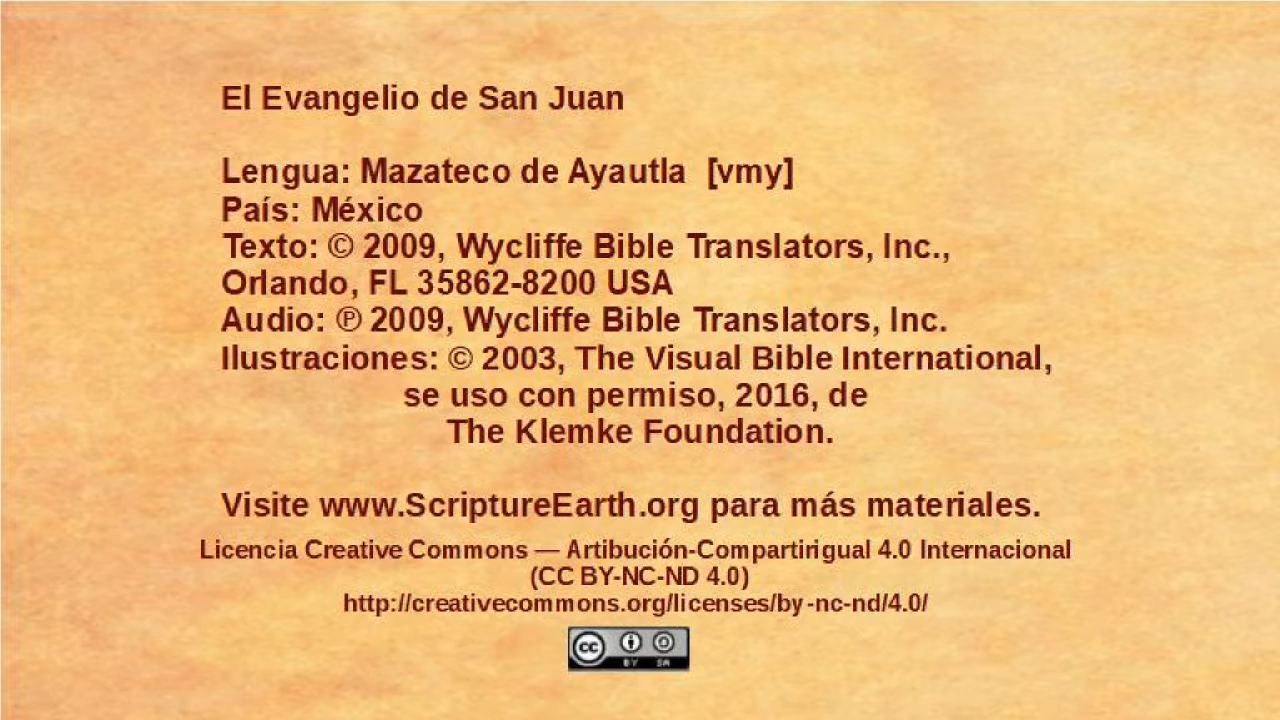 El Evangelio de San Juan
Lengua: Mazateco de Ayautla [vmy]
País: México
Texto: © 2009, Wycliffe Bible Translators, Inc.,
Orlando, FL 35862-8200 USA
Audio: ℗ 2009, Wycliffe Bible Translators, Inc.
Ilustraciones: © 2003, The Visual Bible International,
se uso con permiso, 2016, de
The Klemke Foundation.
Visite www.ScriptureEarth.org para más materiales.
Licencia Creative Commons — Artibución-Compartirigual 4.0 Internacional
(CC BY-NC-ND 4.0)
http://creativecommons.org/licenses/by-nc-nd/4.0/
cc BY SA